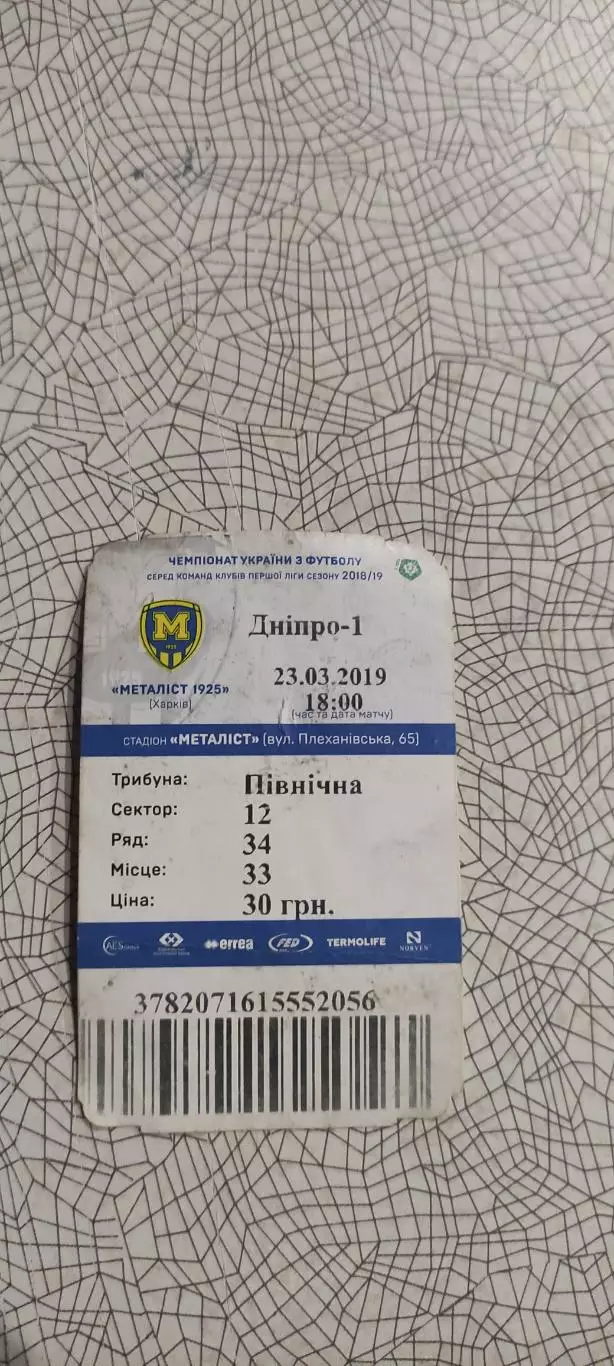 ЧЕМПІОНАТ УКРАЇНИ З ФУТБОЛУ
СЕРЕД КОМАНД КЛУБІВ ПЕРШОЇ ЛІГИ СЕЗОНУ 2018/19
М
1925
Дніпро-1
«МЕТАЛІСТ 1925»
(Харків)
23.03.2019
18:00
(час та дата матчу)
СТАДІОН «МЕТАЛІСТ» (вул. Плеханівська, 65)
Трибуна: Північна
Сектор: 12
Ряд: 34
Місце: 33
Ціна: 30 грн.
AES errea FED TERMOLIFE NORVEN
3782071615552056